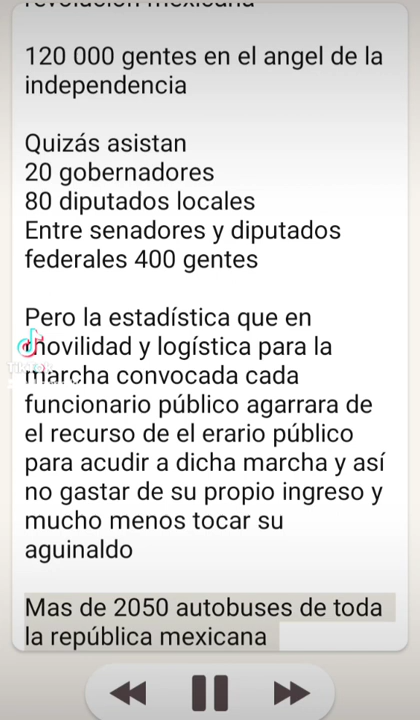 revolución mexicana
120 000 gentes en el angel de la
independencia
Quizás asistan
20 gobernadores
80 diputados locales
Entre senadores y diputados
federales 400 gentes
Pero la estadística que en
movilidad y logística para la
marcha convocada cada
funcionario público agarrara de
el recurso de el erario público
para acudir a dicha marcha y así
no gastar de su propio ingreso y
mucho menos tocar su
aguinaldo
Mas de 2050 autobuses de toda
la república mexicana